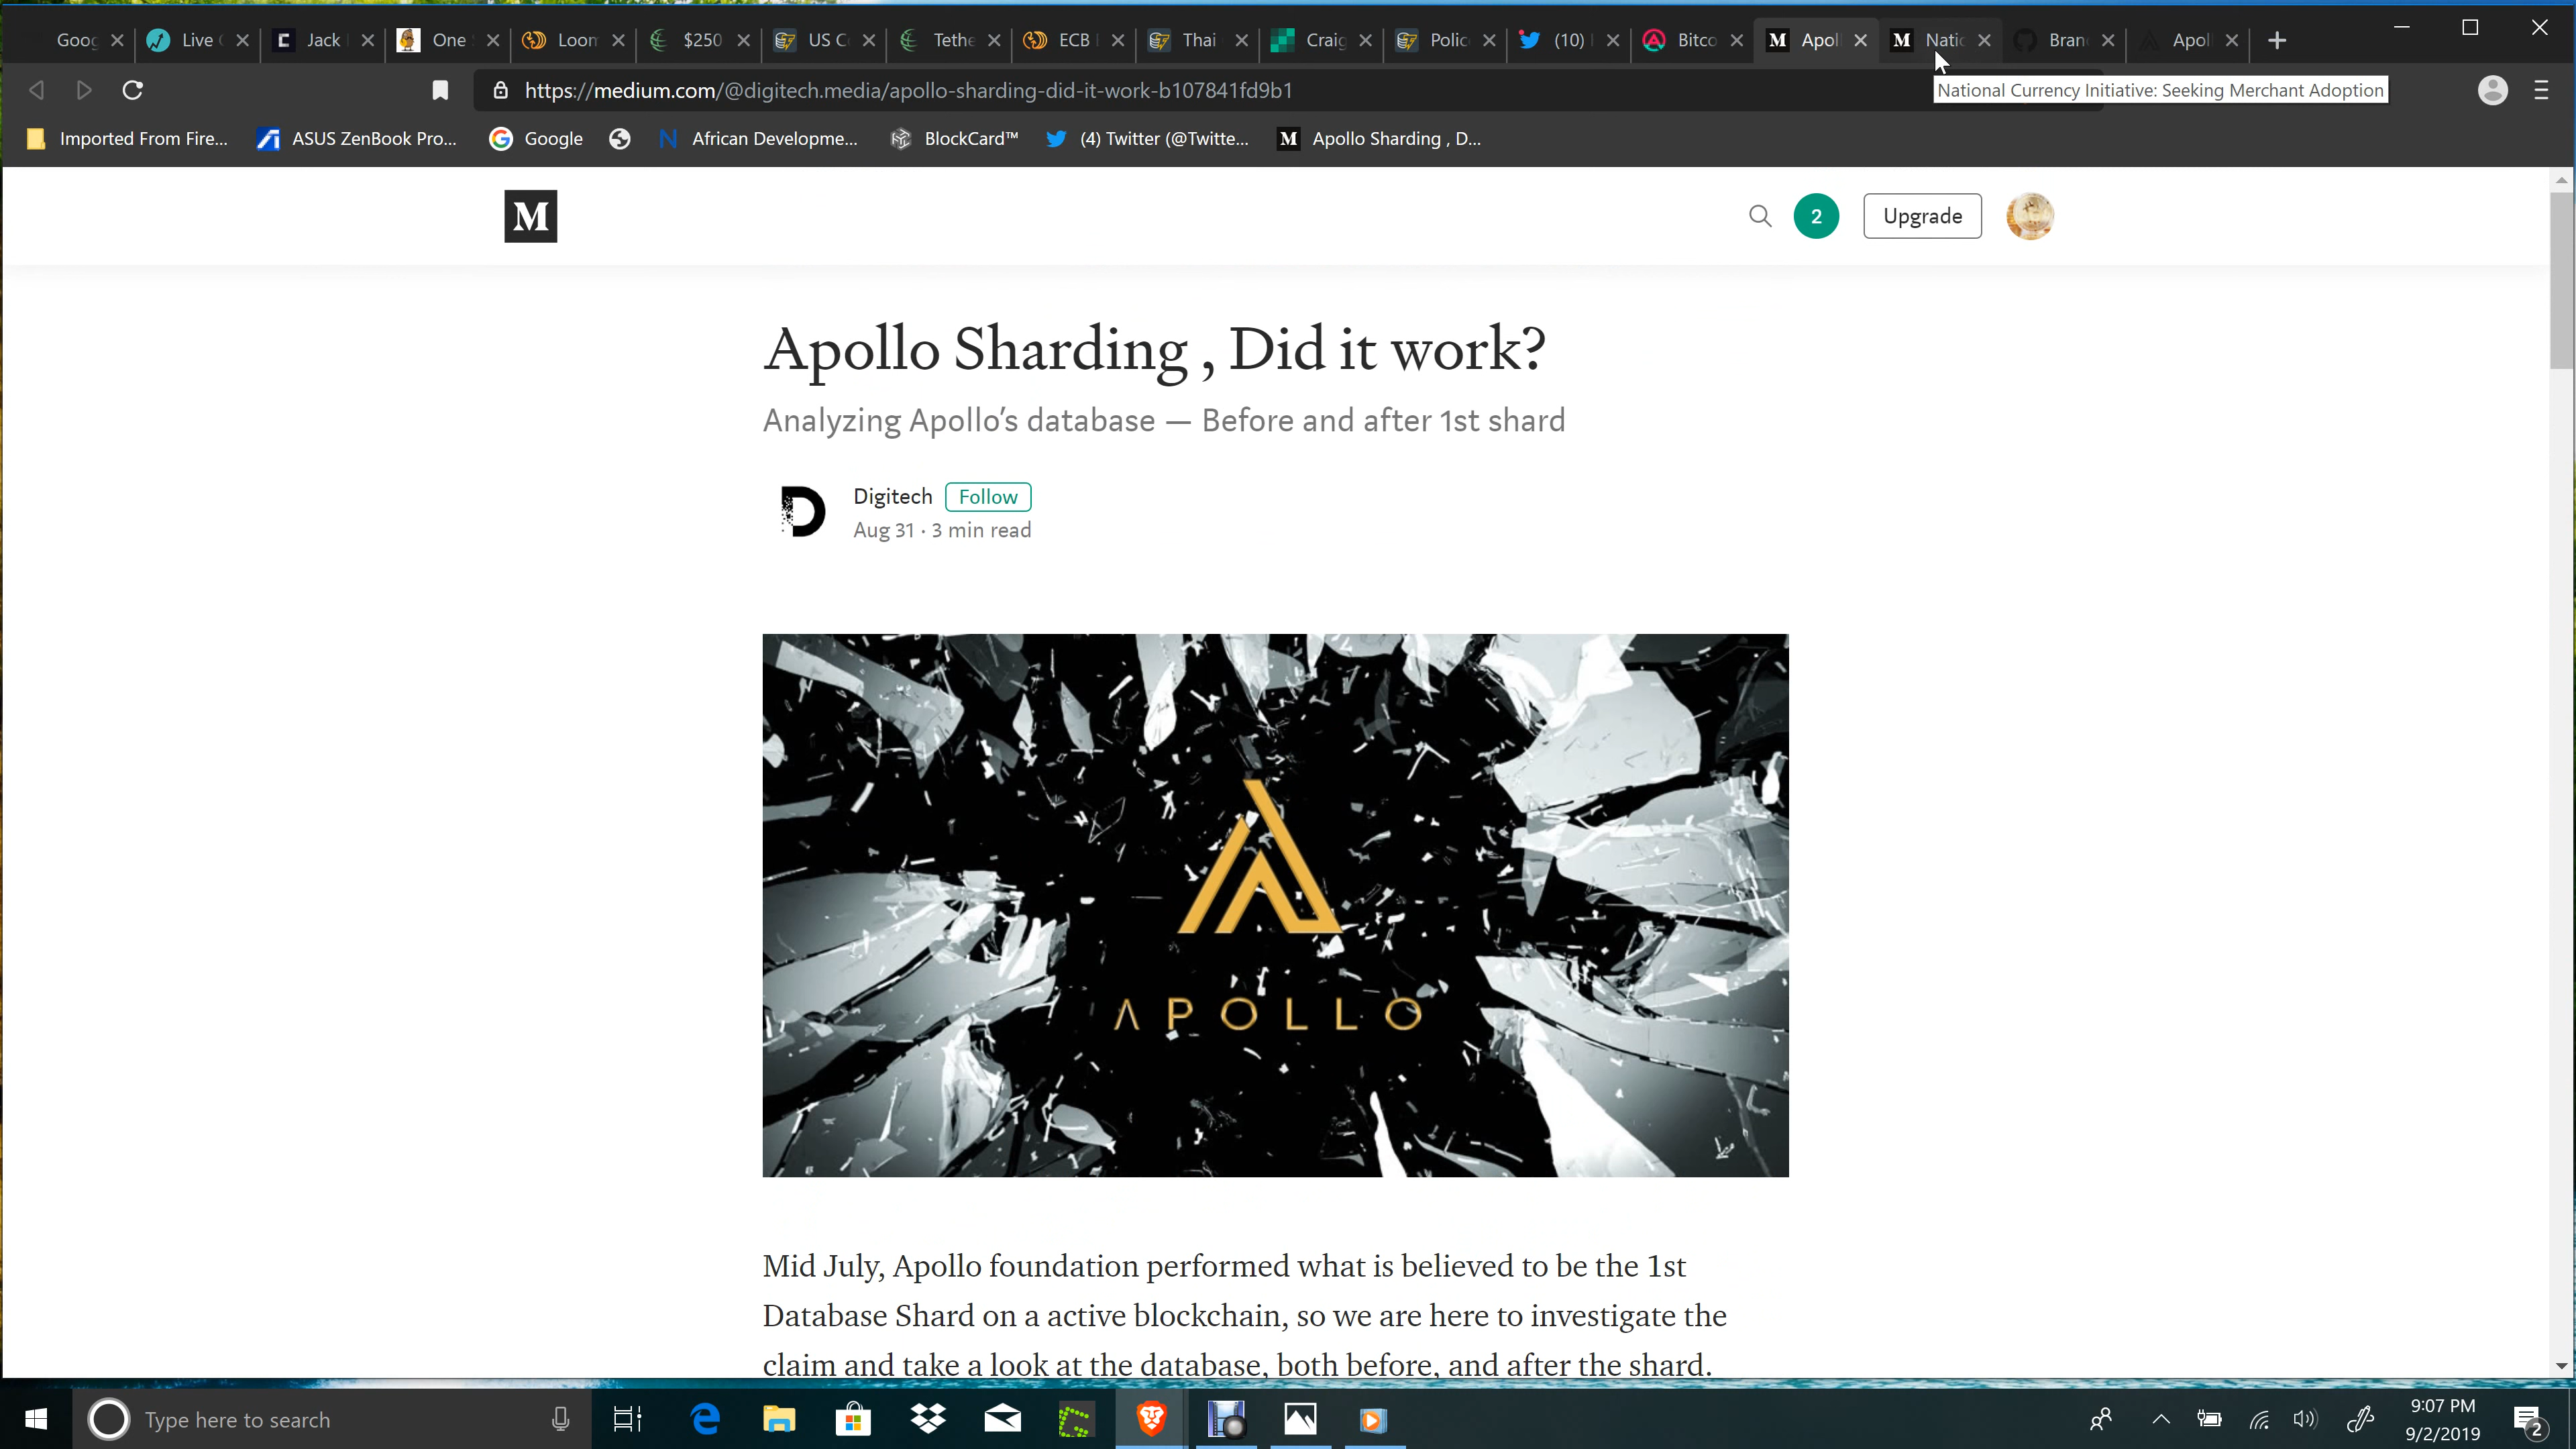 Goog
Live
Jack
One
Loom
$250
US C
Tethe
ECB
Thai
Craig
Polic
(10)
Bitco
Apoll
Natic
Bran
Apoll
https://medium.com/@digitech.media/apollo-sharding-did-it-work-b107841fd9b1
National Currency Initiative: Seeking Merchant Adoption
Imported From Fire...
ASUS ZenBook Pro...
Google
African Developme...
BlockCard™
(4) Twitter (@Twitte...
Apollo Sharding , D...
M
2
Upgrade
Apollo Sharding , Did it work?
Analyzing Apollo’s database — Before and after 1st shard
Digitech
Follow
Aug 31 · 3 min read
APOLLO
Mid July, Apollo foundation performed what is believed to be the 1st
Database Shard on a active blockchain, so we are here to investigate the
claim and take a look at the database, both before, and after the shard.
Type here to search
9:07 PM
9/2/2019
2